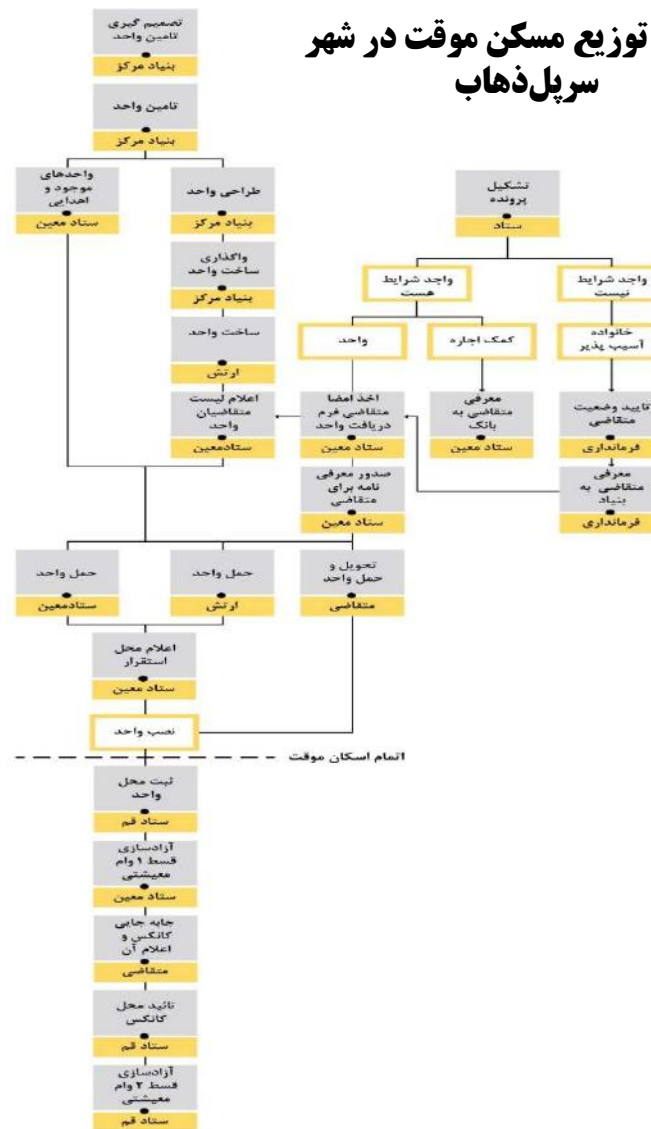 توزیع مسکن موقت در شهر
سرپل‌ذهاب
تصمیم گیری
تامین واحد
بنیاد مرکز
تامین واحد
بنیاد مرکز
واحدهای
موجود و
اهدایی
ستاد معین
طراحی واحد
بنیاد مرکز
واگذاری
ساخت واحد
بنیاد مرکز
ساخت واحد
ارتش
اعلام لیست
متقاضیان
واحد
ستادمعین
تشکیل
پرونده
ستاد
واجد شرایط
هست
واجد شرایط
نیست
واحد
کمک اجاره
خانواده
آسیب پذیر
اخذ امضا
متقاضی فرم
دریافت واحد
ستاد معین
معرفی
متقاضی به
بانک
ستاد معین
تایید وضعیت
متقاضی
فرمانداری
معرفی
متقاضی به
بنیاد
فرمانداری
صدور معرفی
نامه برای
متقاضی
ستاد معین
حمل واحد
ستادمعین
حمل واحد
ارتش
تحویل و
حمل واحد
متقاضی
اعلام محل
استقرار
ستاد معین
نصب واحد
اتمام اسکان موقت
ثبت محل
واحد
ستاد قم
آزادسازی
قسط ۱ وام
معیشتی
ستاد معین
جابه جایی
کانکس و
اعلام آن
متقاضی
تائید محل
کانکس
ستاد قم
آزادسازی
قسط ۲ وام
معیشتی
ستاد قم